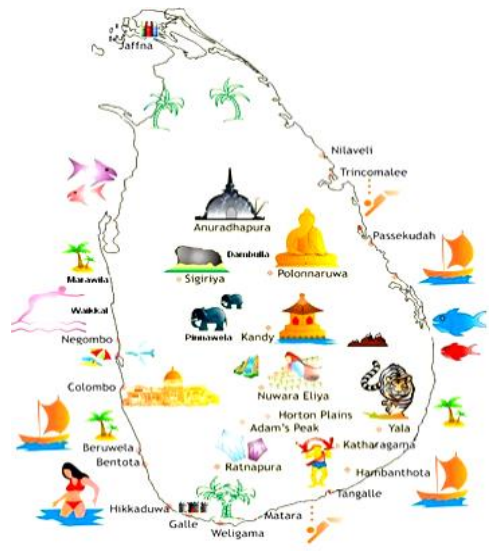 Jaffna
Nilaveli
Trincomalee
Anuradhapura
Passekudah
Dambulla
Sigiriya
Polonnaruwa
Marawila
Waikkal
Pinnawela
Kandy
Negombo
Colombo
Nuwara Eliya
Horton Plains
Adam's Peak
Yala
Beruwela
Bentota
Katharagama
Ratnapura
Hambanthota
Tangalle
Hikkaduwa
Galle
Matara
Weligama